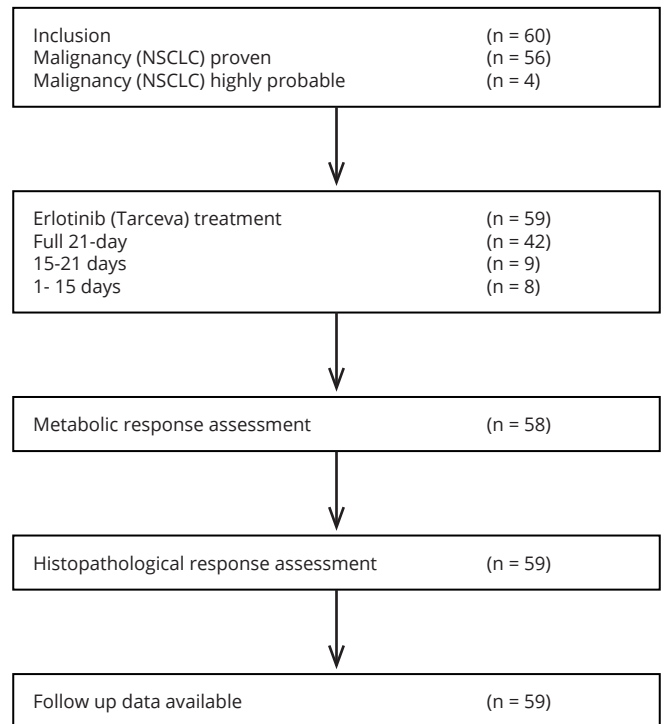 Inclusion (n = 60)
Malignancy (NSCLC) proven (n = 56)
Malignancy (NSCLC) highly probable (n = 4)
Erlotinib (Tarceva) treatment (n = 59)
Full 21-day (n = 42)
15-21 days (n = 9)
1- 15 days (n = 8)
Metabolic response assessment (n = 58)
Histopathological response assessment (n = 59)
Follow up data available (n = 59)